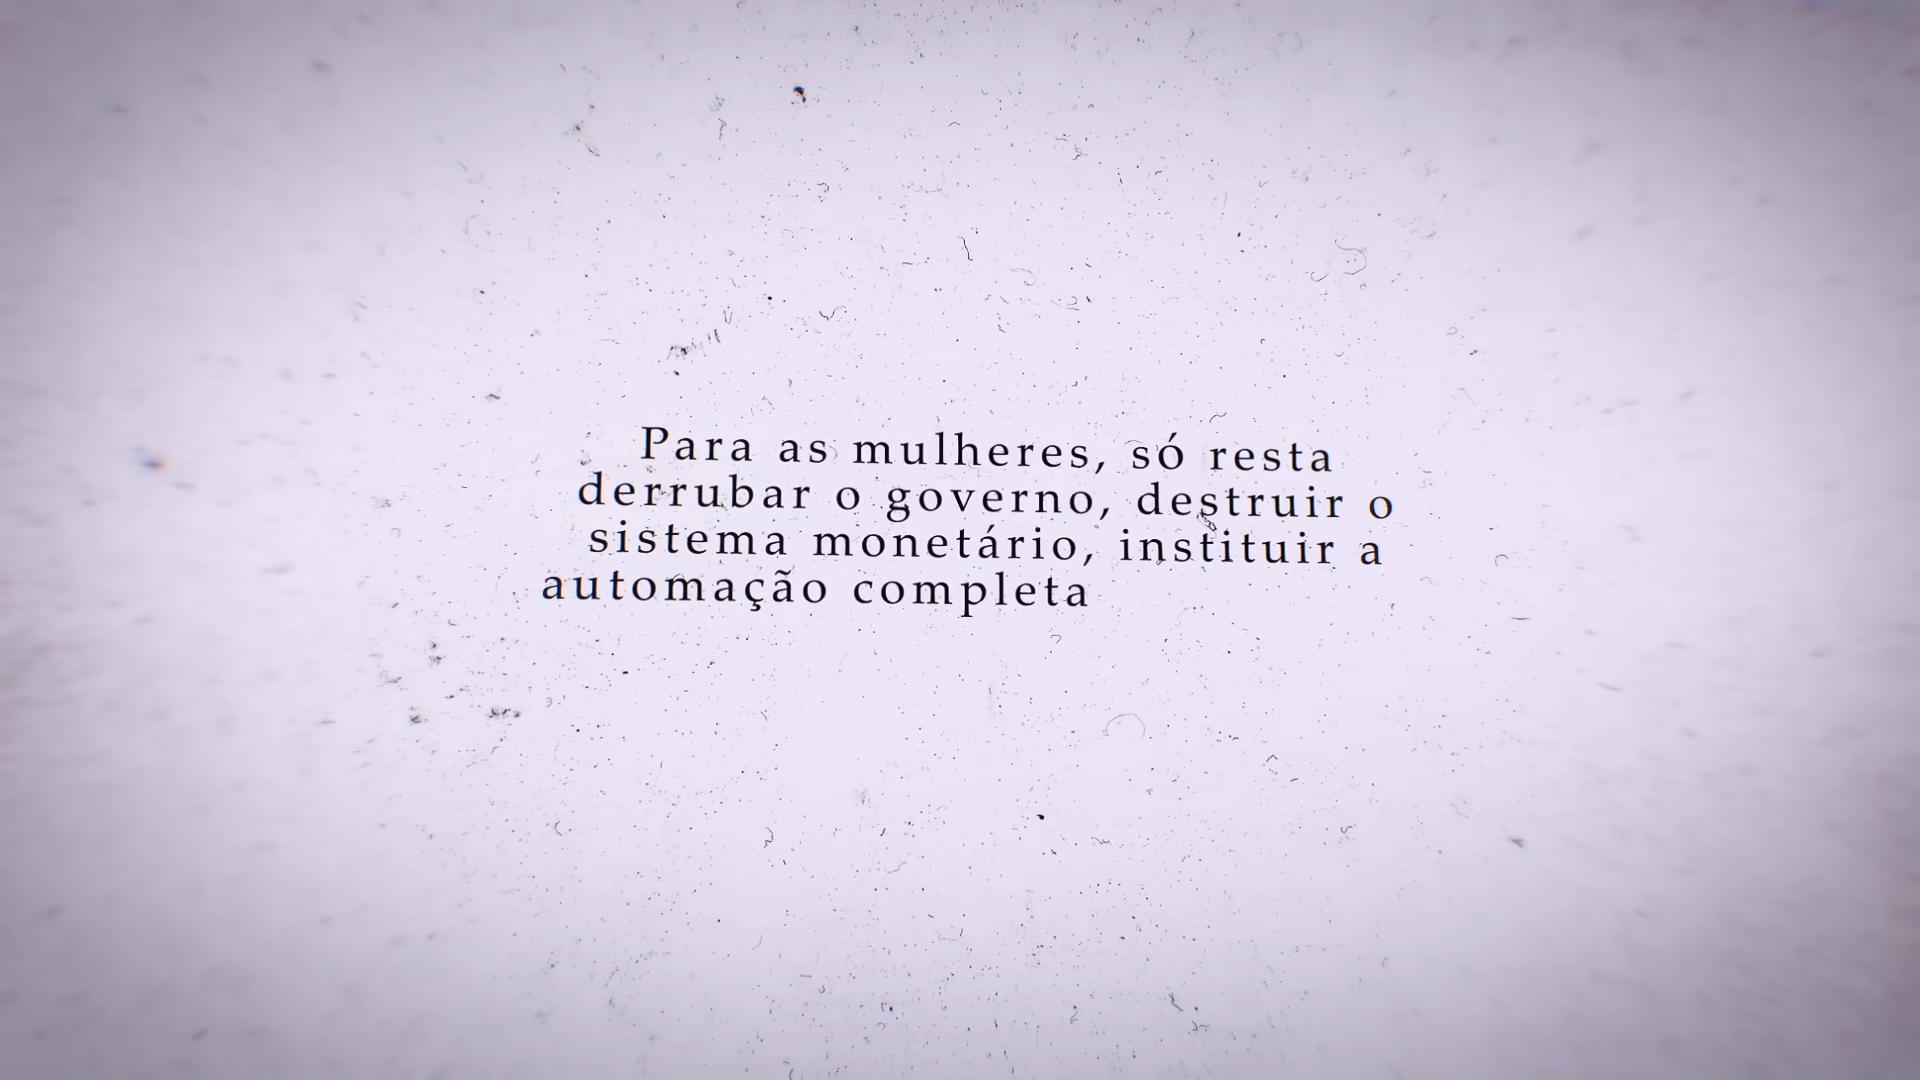 Para as mulheres, só resta
derrubar o governo, destruir o
sistema monetário, instituir a
automação completa